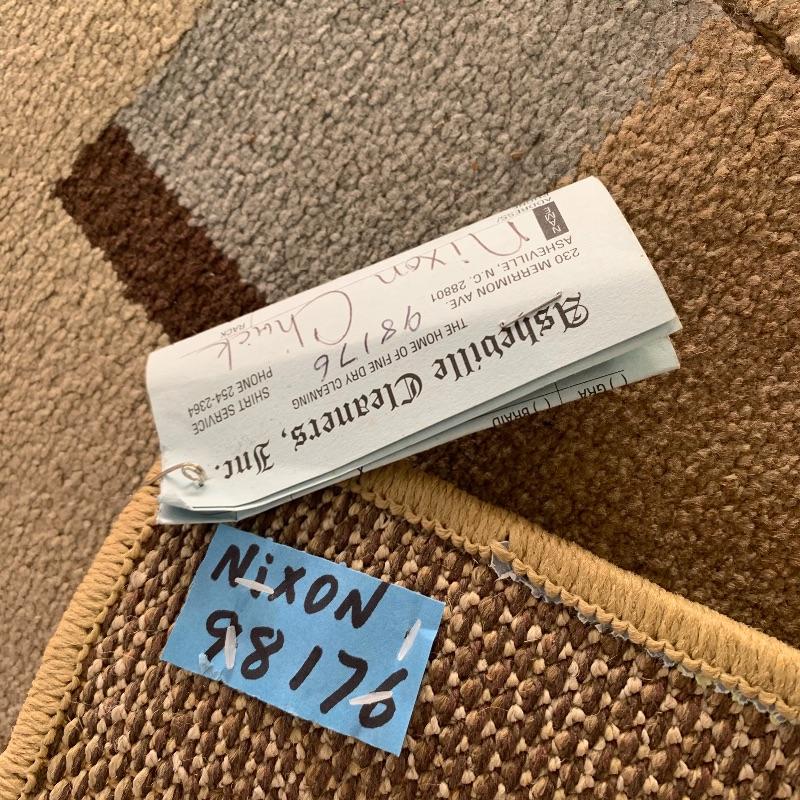 Asheville Cleaners, Inc.
THE HOME OF FINE DRY CLEANING
230 MERRIMON AVE.
ASHEVILLE, N.C. 28801
SHIRT SERVICE
PHONE 254-2364
98176
RACK
Nixon Chuck
ADDRESS/
( ) GRA
( ) BRAID
NiXON
98176